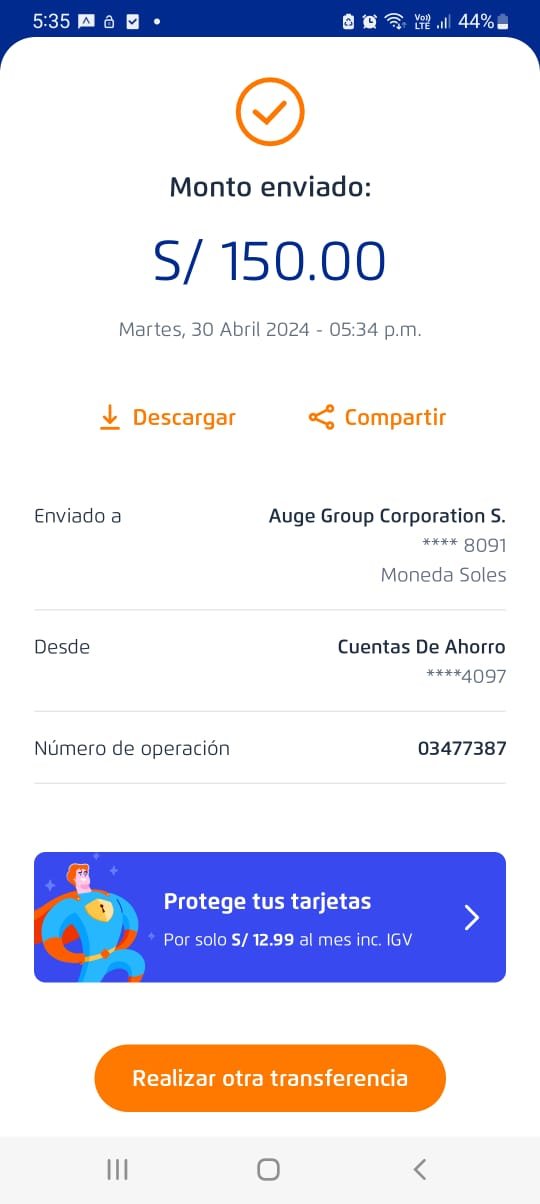 5:35
Vo))
LTE
44%
Monto enviado:
S/ 150.00
Martes, 30 Abril 2024 - 05:34 p.m.
Descargar
Compartir
Enviado a
Auge Group Corporation S.
**** 8091
Moneda Soles
Desde
Cuentas De Ahorro
****4097
Número de operación
03477387
Protege tus tarjetas
Por solo S/ 12.99 al mes inc. IGV
Realizar otra transferencia